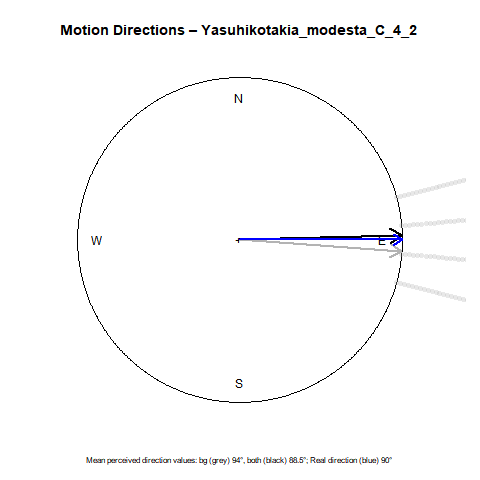 Motion Directions – Yasuhikotakia_modesta_C_4_2
N
W
E
S
Mean perceived direction values: bg (grey) 94°, both (black) 88.5°; Real direction (blue) 90°